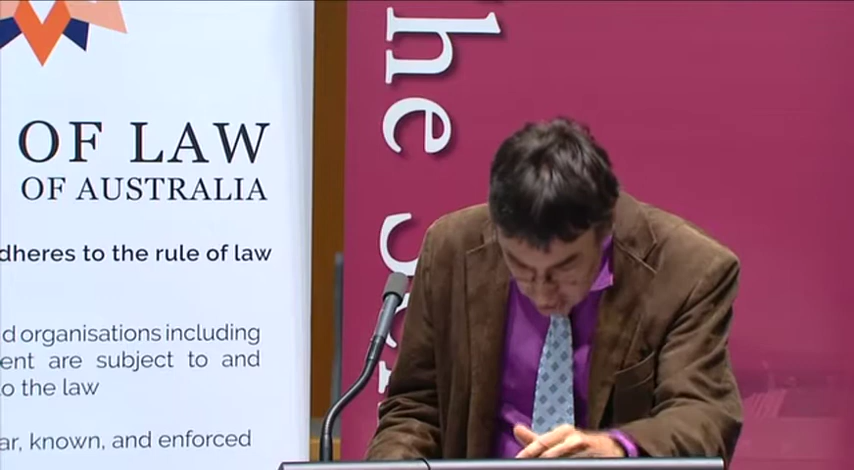 OF LAW
OF AUSTRALIA
dheres to the rule of law
d organisations including
ent are subject to and
o the law
ar, known, and enforced
he